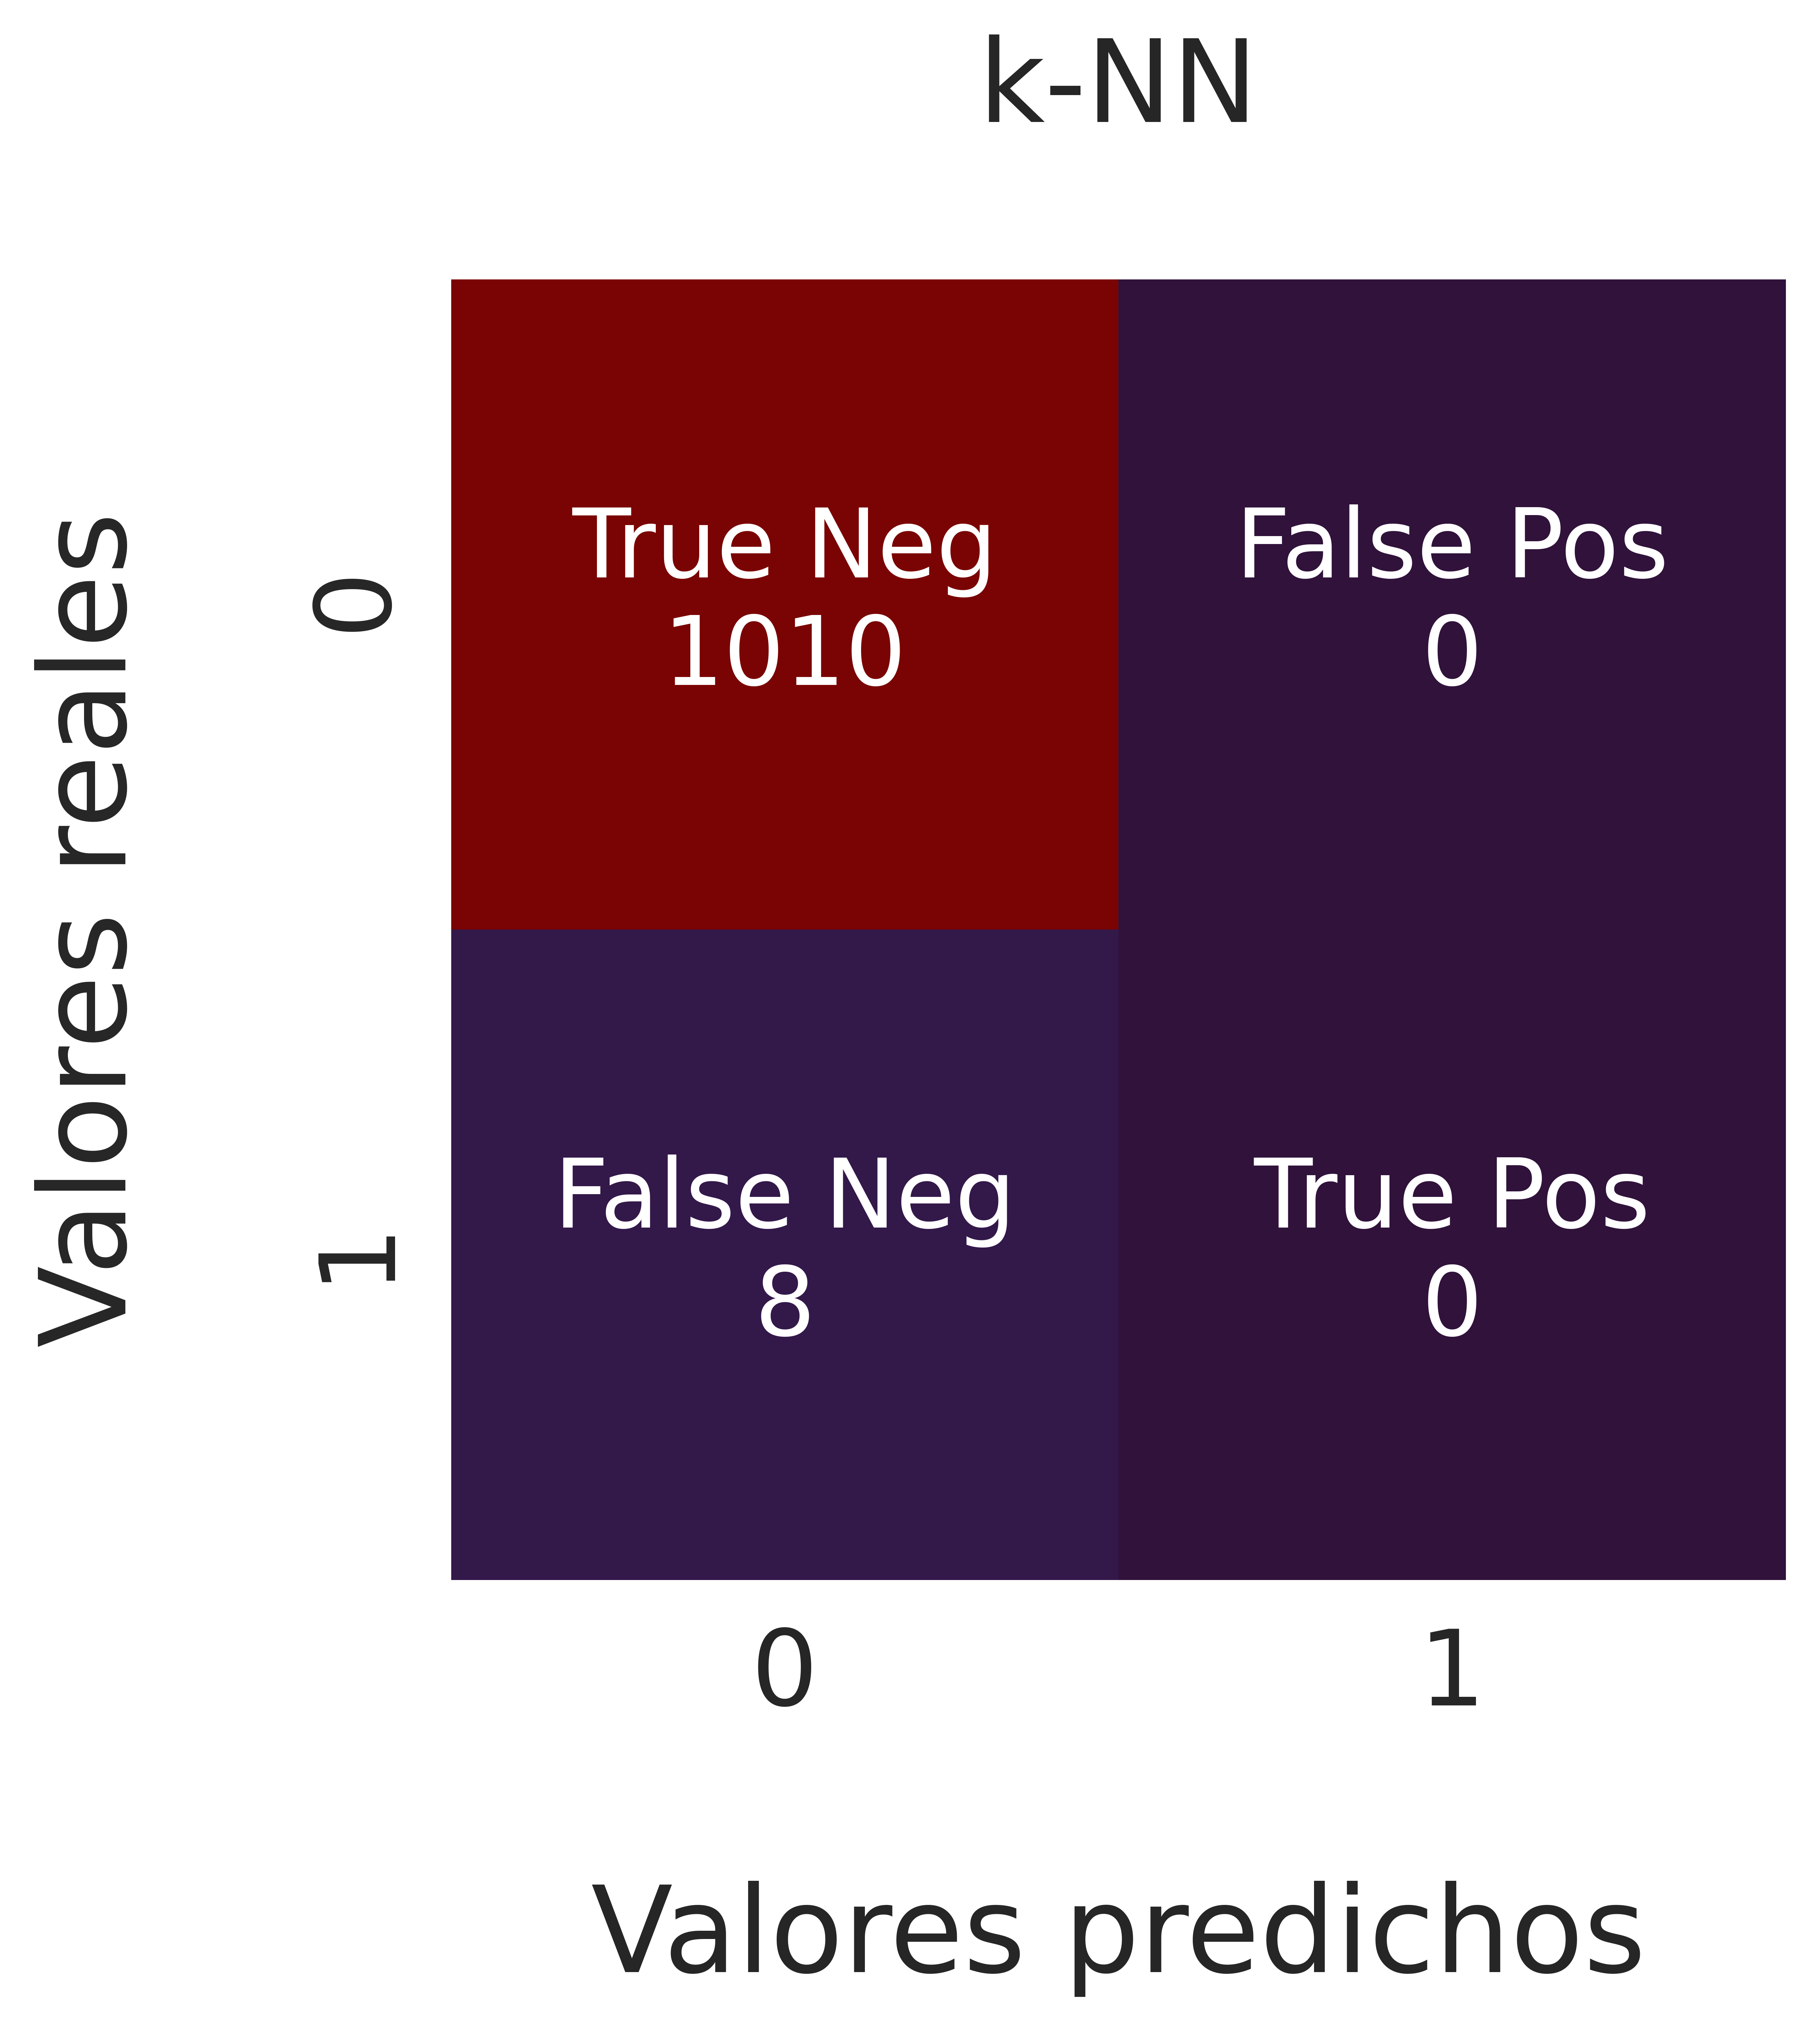 k-NN
Valores reales
0
True Neg
1010
False Pos
0
1
False Neg
8
True Pos
0
0
1
Valores predichos